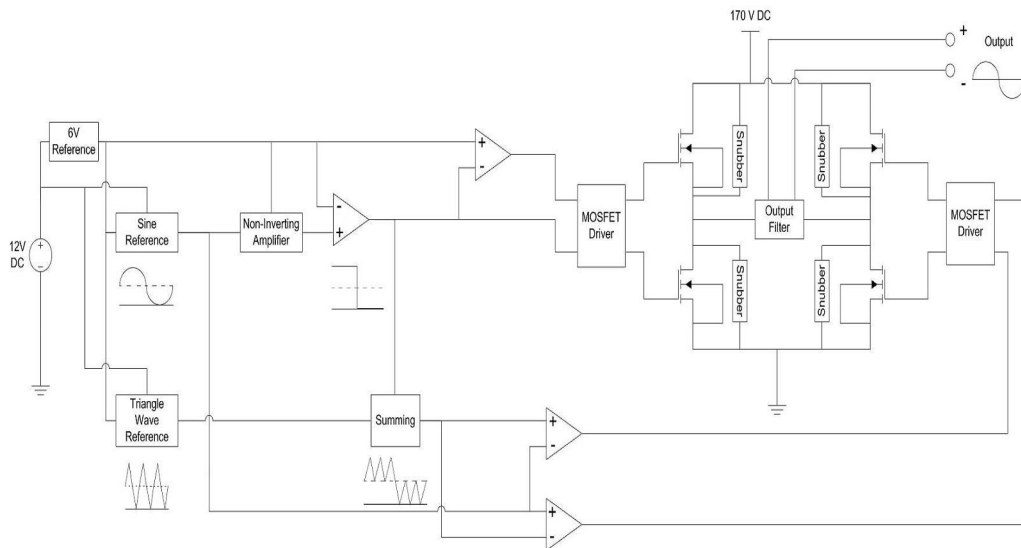 170 V DC
+
Output
-
6V
Reference
+
-
Snubber
Snubber
MOSFET
Driver
Output
Filter
MOSFET
Driver
12V
DC
+
-
Sine
Reference
Non-Inverting
Amplifier
-
+
Snubber
Snubber
Triangle
Wave
Reference
Summing
+
-
+
-